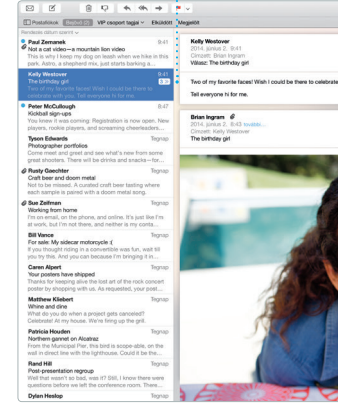 Postafiókok Bejövő (2) VIP csoport tagjai Elküldött Megjelölt
Rendezés dátum szerint
Paul Zemanek 9:41
Not a cat video—a mountain lion video
This is why I keep my dog on leash when we hike in this
park. Astro, a shepherd mix, just starts barking a...
Kelly Westover 9:41
The birthday girl
Two of my favorite faces! Wish I could be there to
celebrate with you. Tell everyone hi for me.
Peter McCullough 8:47
Kickball sign-ups
You knew it was coming: Registration is now open. New
players, rookie players, and screaming cheerleaders...
Tyson Edwards Tegnap
Photographer portfolios
Come meet and greet and see what's new from some
great shooters. There will be drinks and snacks—for...
Rusty Gaechter Tegnap
Craft beer and doom metal
Not to be missed. A curated craft beer tasting where
each sample is paired with a doom metal song.
Sue Zeifman Tegnap
Working from home
I'm on email, on the phone, and online. It's just like I'm
at work, but I'm not there, and neither is my conta...
Bill Vance Tegnap
For sale: My sidecar motorcycle :(
If you thought riding in a convertible was fun, wait till
you try this. And you can because I'm bringing it in...
Caren Alpert Tegnap
Your posters have shipped
Thanks for keeping alive the lost art of the rock concert
poster by shopping with us. As requested, your post...
Matthew Kliebert Tegnap
Whine and dine
What do you do when a project gets canceled?
Celebrate! At my house. We're firing up the grill.
Patricia Houden Tegnap
Northern gannet on Alcatraz
From the Municipal Pier, this bird is scope-able, on the
wall in direct line with the lighthouse. Could it be the...
Rand Hill Tegnap
Post-presentation regroup
Well that wasn't so bad, was it? Still, I know there were
questions before we left the conference room. There...
Dylan Heslop Tegnap
Kelly Westover
2014. június 2. 9:41
Címzett: Kelly Westover
Válasz: The birthday girl
Two of my favorite faces! Wish I could be there to celebrate
Tell everyone hi for me.
Brian Ingram
2014. június 2. 9:43
Címzett: Kelly Westover
The birthday girl